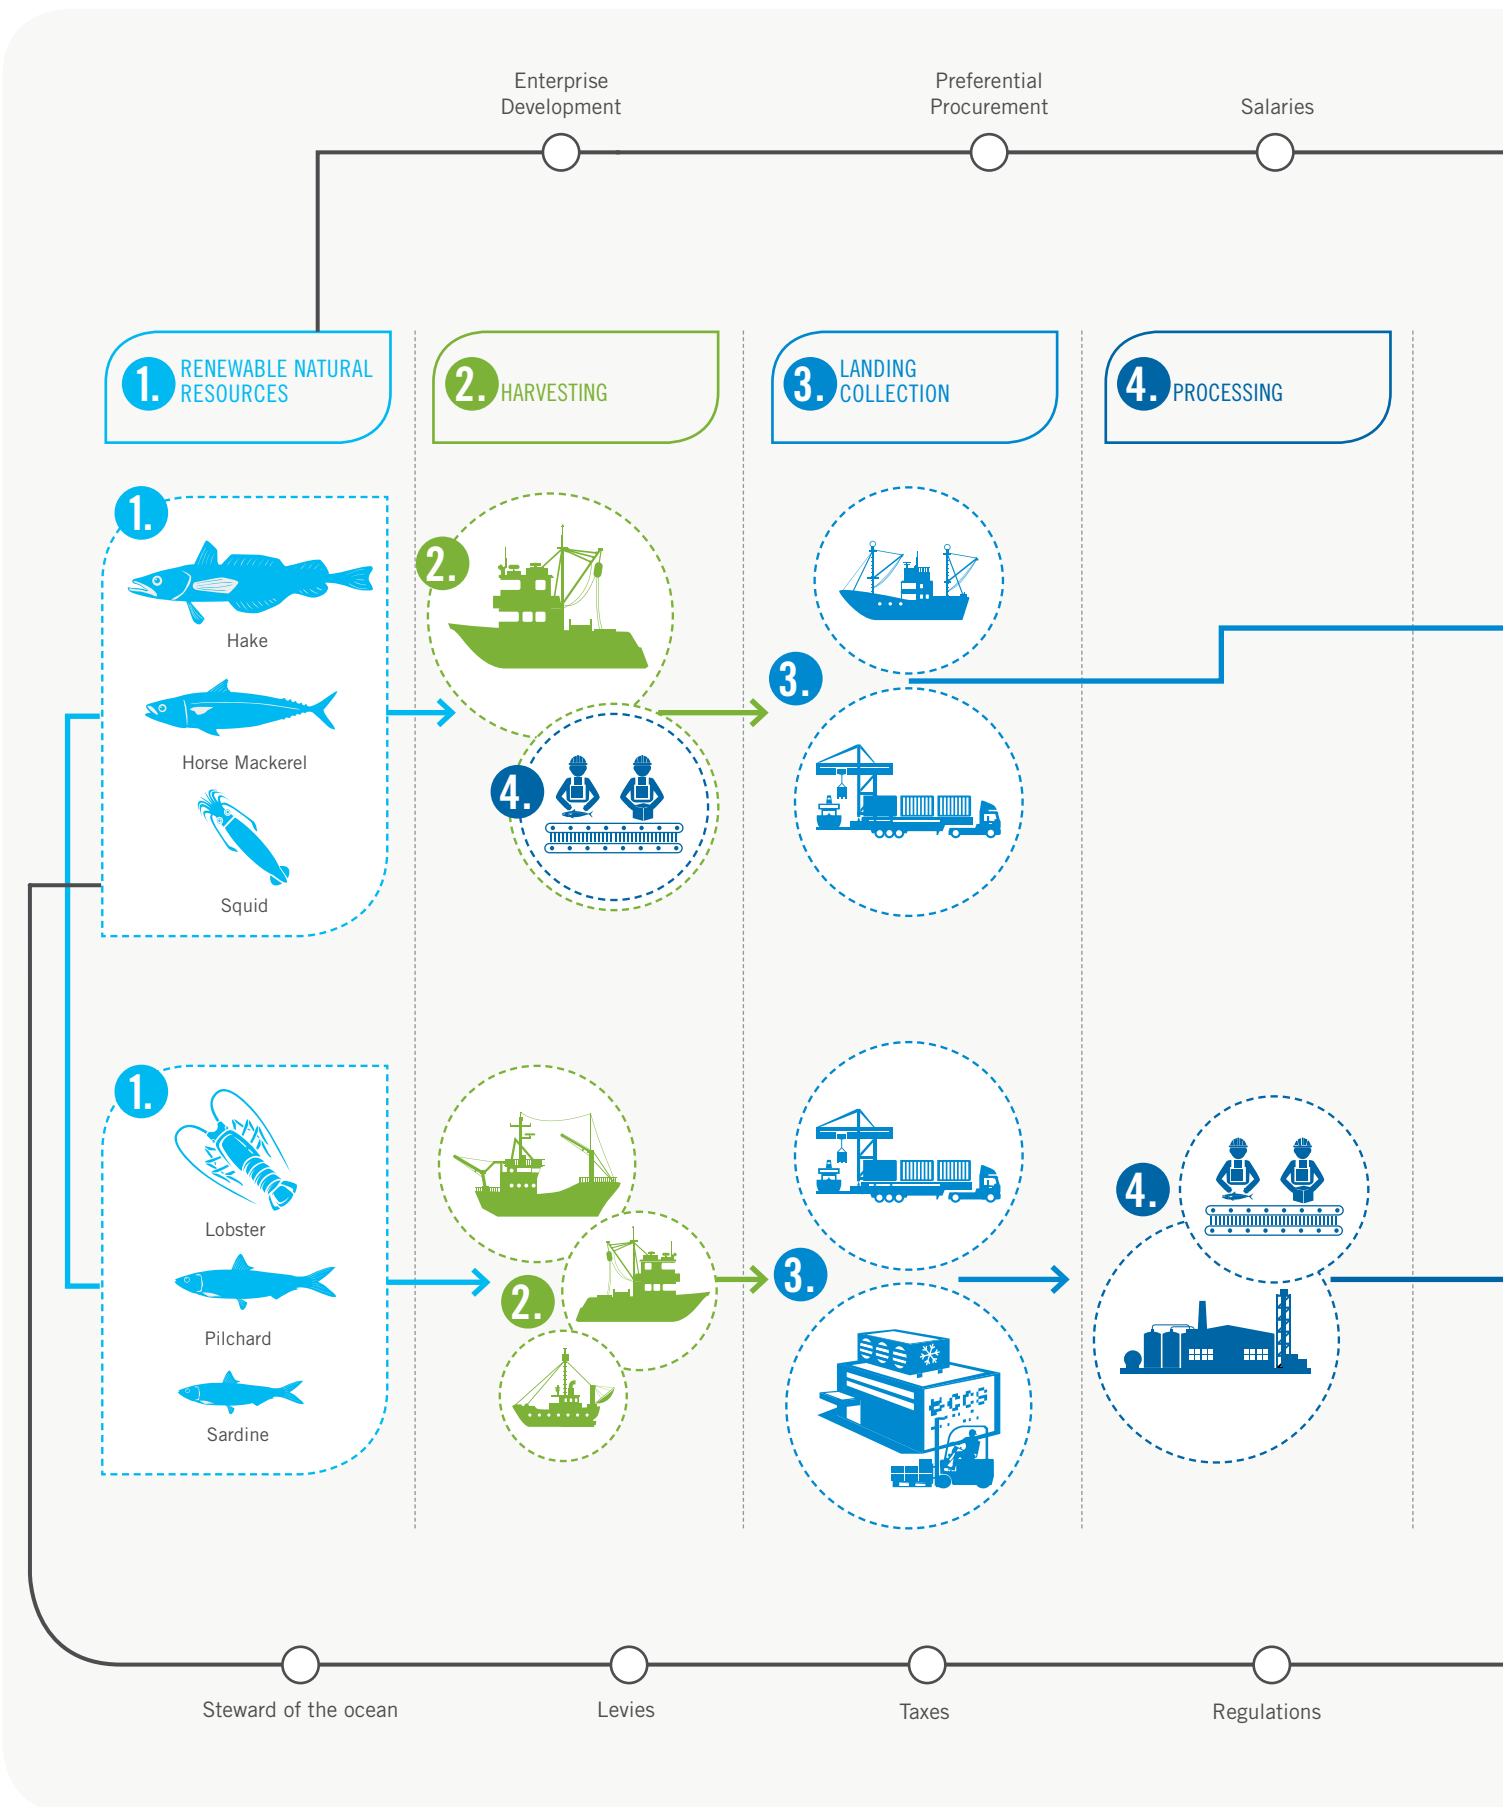 Enterprise
Development
Preferential
Procurement
Salaries
1. RENEWABLE NATURAL
RESOURCES
2. HARVESTING
3. LANDING
COLLECTION
4. PROCESSING
1.
Hake
Horse Mackerel
Squid
2.
4.
3.
1.
Lobster
Pilchard
Sardine
2.
3.
CCS
4.
Steward of the ocean
Levies
Taxes
Regulations